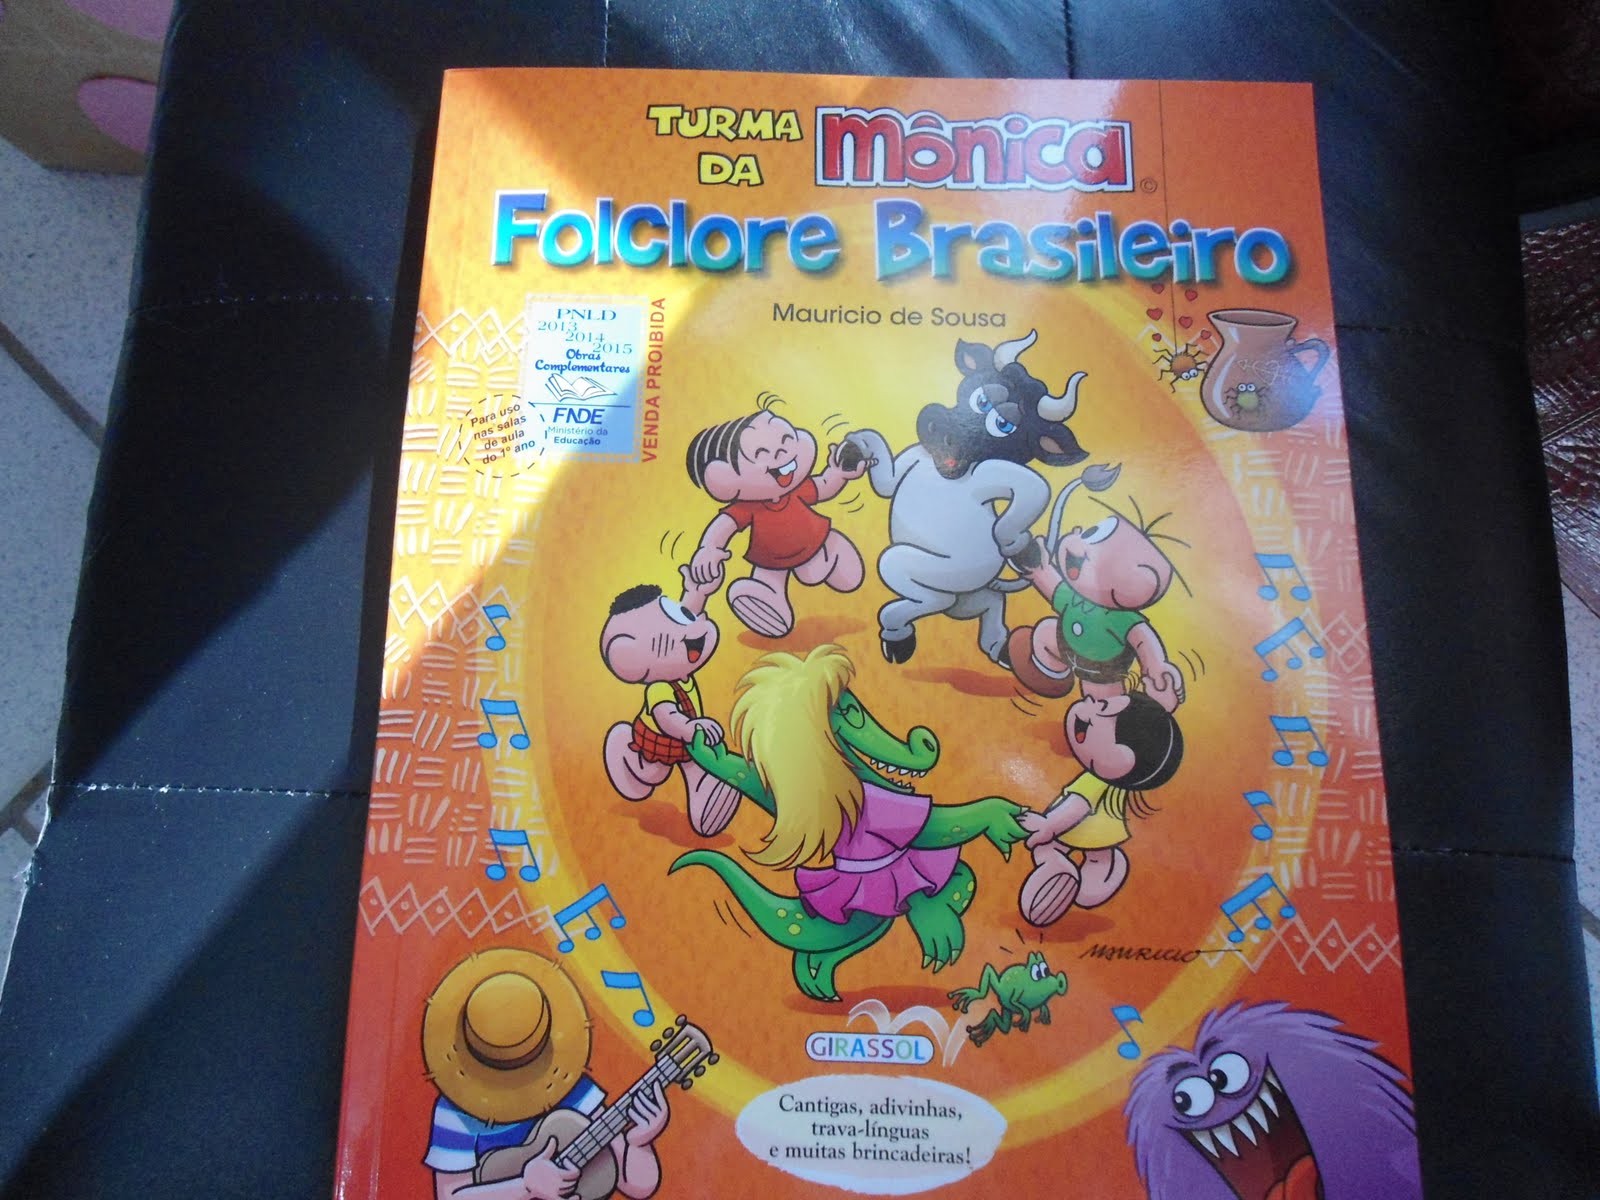 TURMA
DA
mônica
©
Folclore Brasileiro
Mauricio de Sousa
PNLD
2013
2014
2015
Obras
Complementares
FNDE
Ministério da
Educação
VENDA PROIBIDA
Para uso
nas salas
de aula
do 1º ano
MAURICIO
GIRASSOL
Cantigas, adivinhas,
trava-línguas
e muitas brincadeiras!